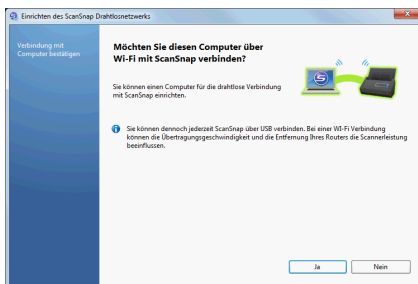 Einrichten des ScanSnap Drahtlosnetzwerks
Verbindung mit
Computer bestätigen
Möchten Sie diesen Computer über
Wi-Fi mit ScanSnap verbinden?
Sie können einen Computer für die drahtlose Verbindung
mit ScanSnap einrichten.
Sie können dennoch jederzeit ScanSnap über USB verbinden. Bei einer WI-Fi Verbindung
können die Übertragungsgeschwindigkeit und die Entfernung Ihres Routers die Scannerleistung
beeinflussen.
Ja
Nein